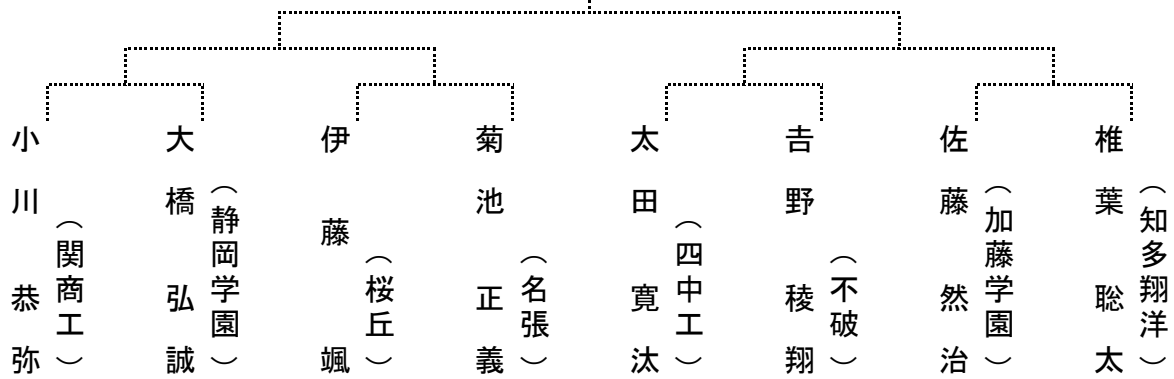 小川恭弥
（関商工）
大橋弘誠
（静岡学園）
伊藤颯
（桜丘）
菊池正義
（名張）
太田寛汰
（四中工）
𠮷野稜翔
（不破）
佐藤然治
（加藤学園）
椎葉聡太
（知多翔洋）